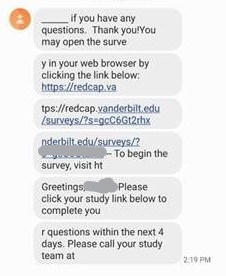 _____ if you have any
questions. Thank you!You
may open the surve
y in your web browser by
clicking the link below:
https://redcap.va
tps://redcap.vanderbilt.edu
/surveys/?s=gcC6Gt2rhx
nderbilt.edu/surveys/?
-- To begin the
survey, visit ht
Greetings, Please
click your study link below to
complete you
r questions within the next 4
days. Please call your study
team at
2:19 PM